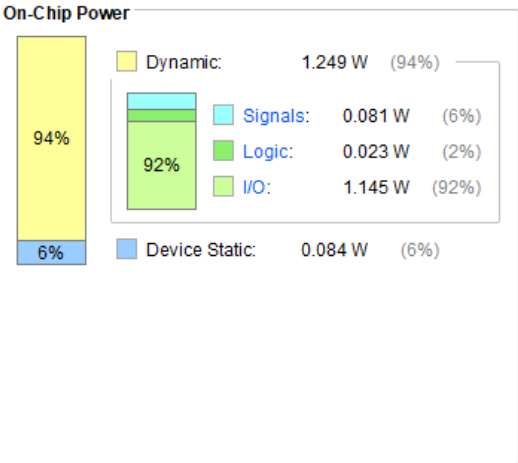 On-Chip Power
Dynamic: 1.249 W (94%)
94%
Signals: 0.081 W (6%)
Logic: 0.023 W (2%)
92%
I/O: 1.145 W (92%)
6%
Device Static: 0.084 W (6%)